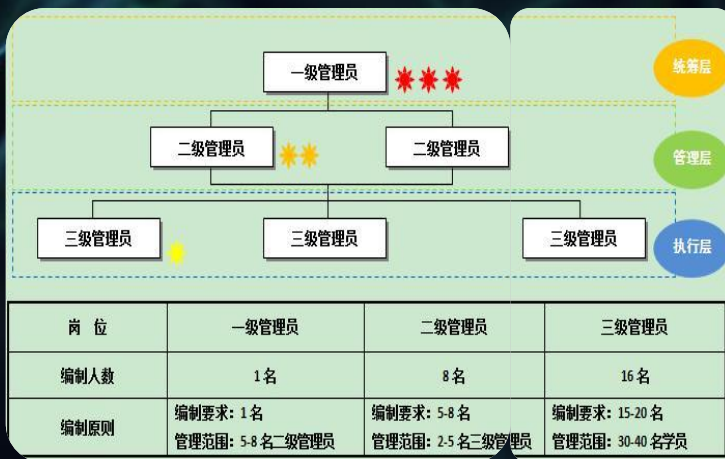 一级管理员
统筹层
二级管理员
二级管理员
管理层
三级管理员
三级管理员
三级管理员
执行层
岗 位
一级管理员
二级管理员
三级管理员
编制人数
1 名
8 名
16 名
编制原则
编制要求：1 名
管理范围：5-8 名二级管理员
编制要求：5-8 名
管理范围：2-5 名三级管理员
编制要求：15-20 名
管理范围：30-40 名学员